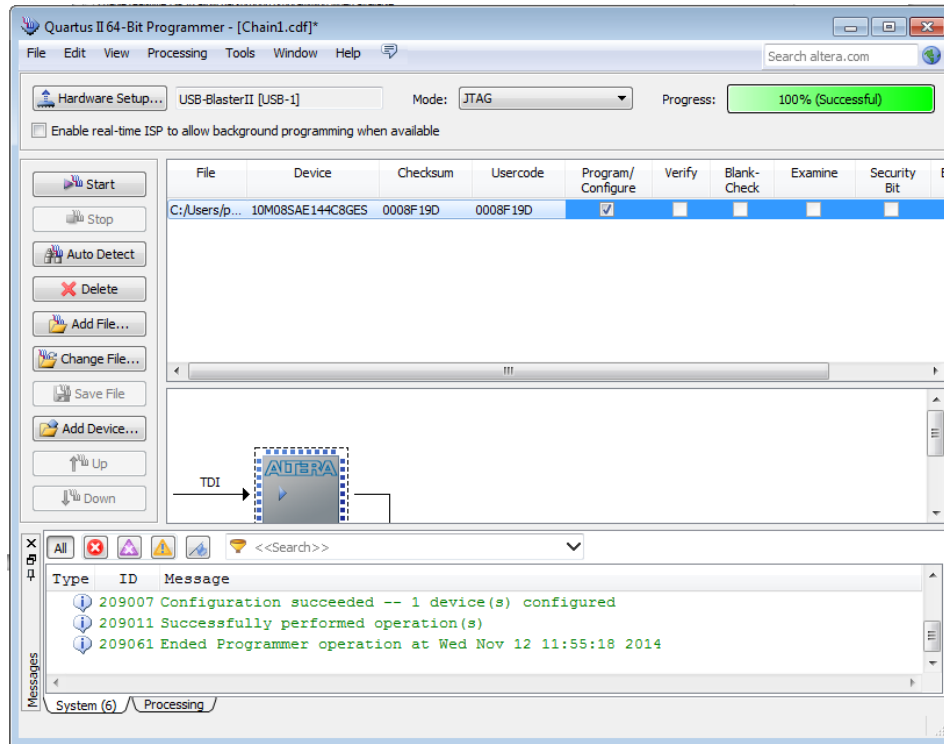 Quartus II 64-Bit Programmer - [Chain1.cdf]*
File Edit View Processing Tools Window Help
Search altera.com
Hardware Setup... USB-BlasterII [USB-1] Mode: JTAG Progress: 100% (Successful)
Enable real-time ISP to allow background programming when available
Start
Stop
Auto Detect
Delete
Add File...
Change File...
Save File
Add Device...
Up
Down
File Device Checksum Usercode Program/ Verify Blank- Examine Security
Configure Check Bit
C:/Users/p... 10M08SAE144C8GES 0008F19D 0008F19D
TDI
ALTERA
All <<Search>>
Type ID Message
209007 Configuration succeeded -- 1 device(s) configured
209011 Successfully performed operation(s)
209061 Ended Programmer operation at Wed Nov 12 11:55:18 2014
Messages
System (6) Processing